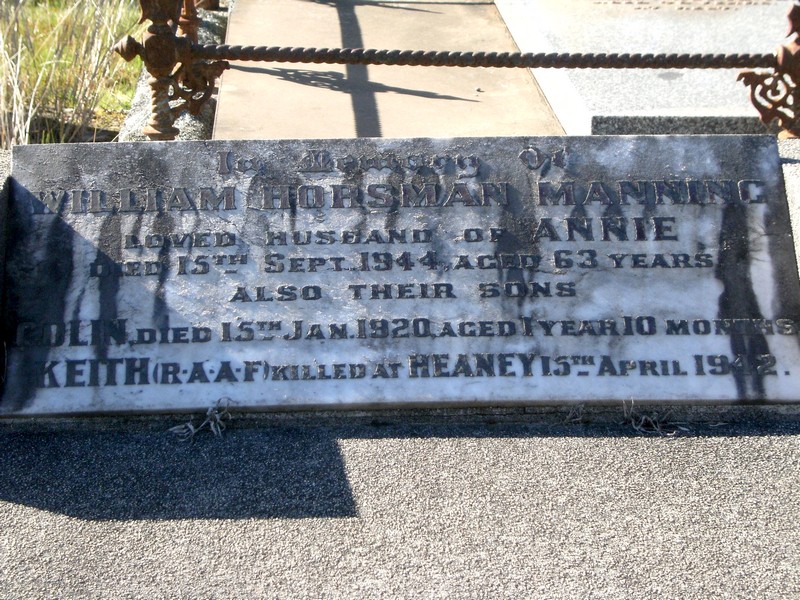 In Memory Of
WILLIAM HORSMAN MANNING
LOVED HUSBAND OF ANNIE
DIED 15TH SEPT. 1944, AGED 63 YEARS
ALSO THEIR SONS
COLIN, DIED 15TH JAN. 1920, AGED 1 YEAR 10 MONTHS
KEITH (R·A·A·F) KILLED AT HEANEY 15TH APRIL 1942.